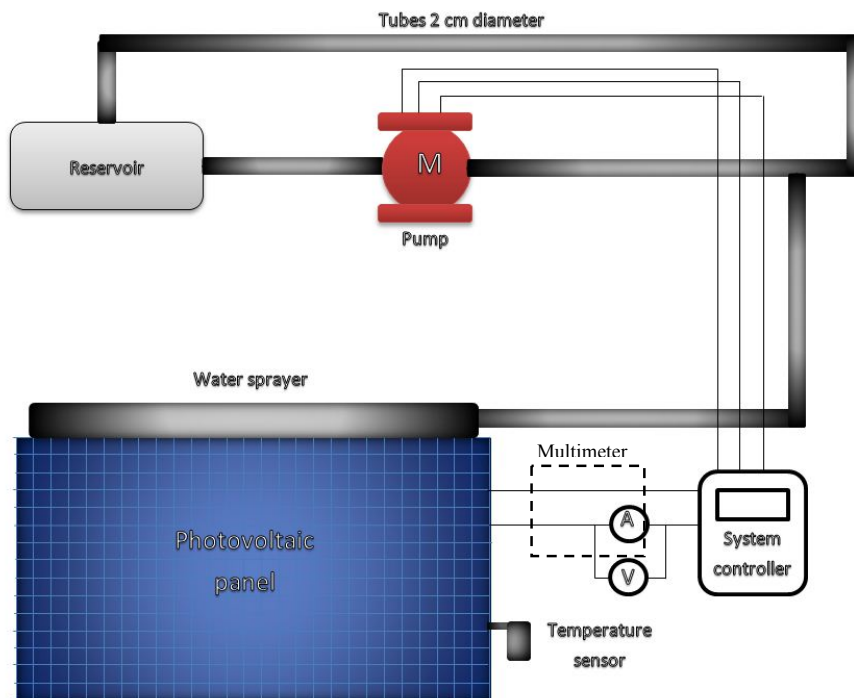 Tubes 2 cm diameter
Reservoir
M
Pump
Water sprayer
Multimeter
Photovoltaic
panel
A
V
System
controller
Temperature
sensor